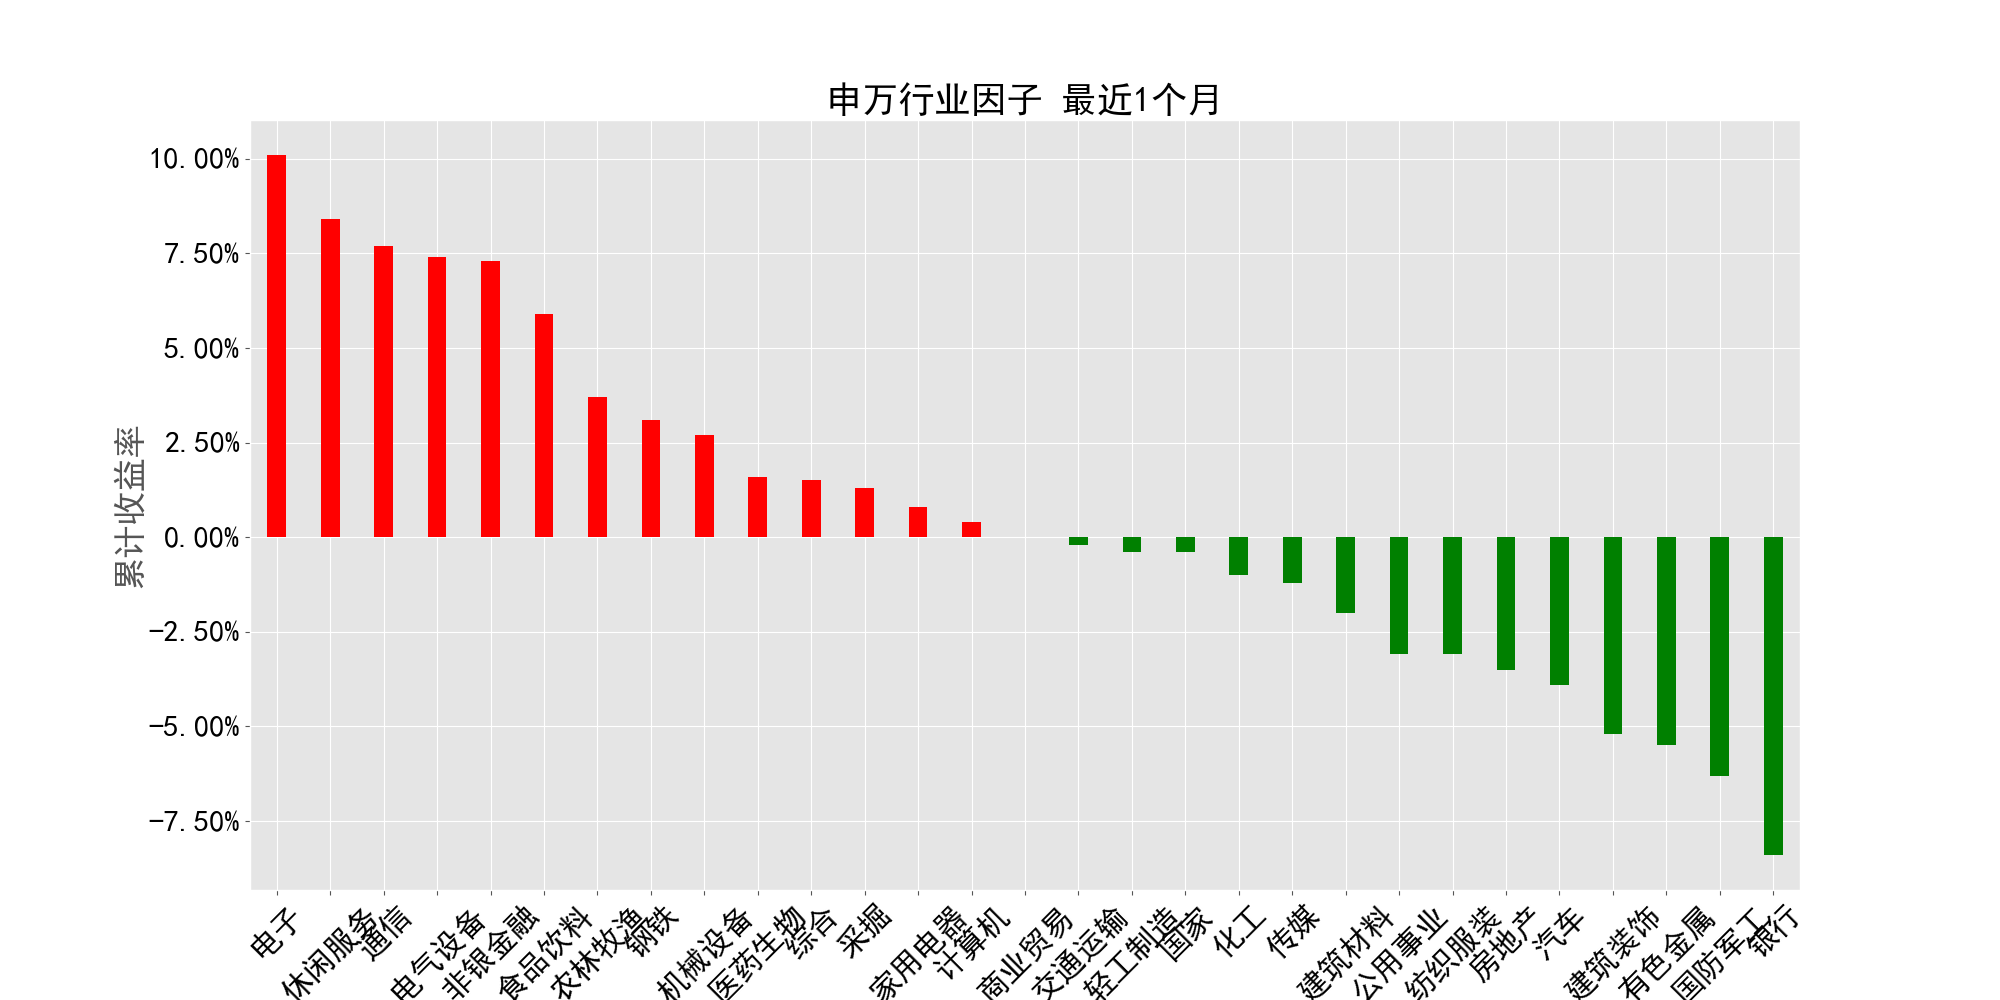 申万行业因子 最近1个月
累计收益率
10.00%
7.50%
5.00%
2.50%
0.00%
−2.50%
−5.00%
−7.50%
电子
休闲服务
通信
电气设备
非银金融
食品饮料
农林牧渔
钢铁
机械设备
医药生物
综合
采掘
家用电器
计算机
商业贸易
交通运输
轻工制造
国家
化工
传媒
建筑材料
公用事业
纺织服装
房地产
汽车
建筑装饰
有色金属
国防军工
银行